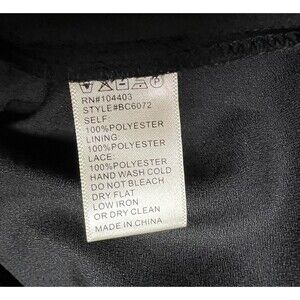 RN#104403
STYLE#BC6072
SELF:
100%POLYESTER
LINING:
100%POLYESTER
LACE:
100%POLYESTER
HAND WASH COLD
DO NOT BLEACH
DRY FLAT
LOW IRON
OR DRY CLEAN
MADE IN CHINA